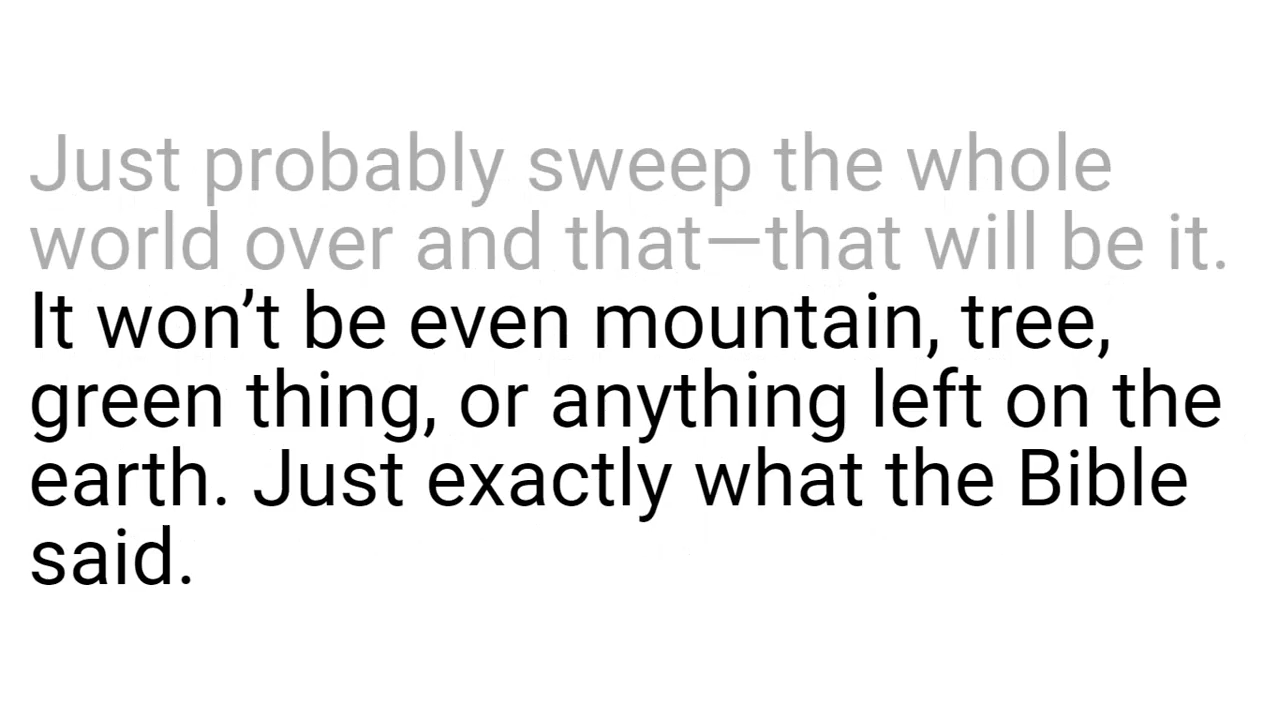 Just probably sweep the whole
world over and that—that will be it.
It won’t be even mountain, tree,
green thing, or anything left on the
earth. Just exactly what the Bible
said.